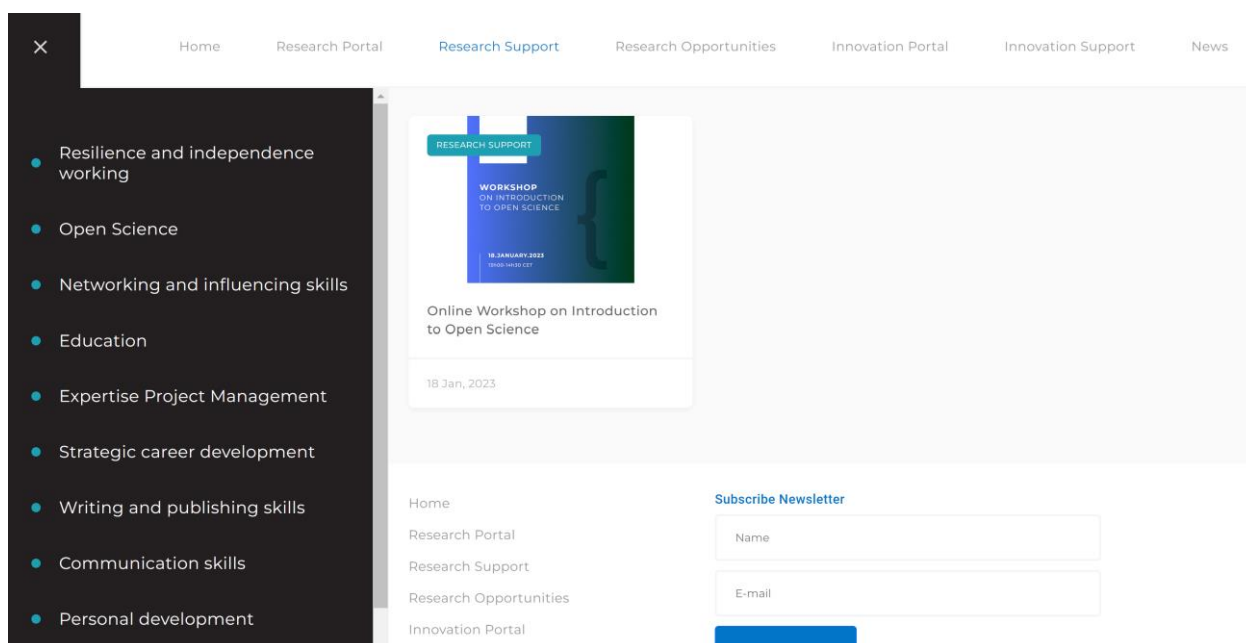 Home
Research Portal
Research Support
Research Opportunities
Innovation Portal
Innovation Support
News
Resilience and independence
working
Open Science
Networking and influencing skills
Education
Expertise Project Management
Strategic career development
Writing and publishing skills
Communication skills
Personal development
RESEARCH SUPPORT
WORKSHOP
ON INTRODUCTION
TO OPEN SCIENCE
18.JANUARY.2023
13h00-14h30 CET
Online Workshop on Introduction
to Open Science
18 Jan, 2023
Home
Research Portal
Research Support
Research Opportunities
Innovation Portal
Subscribe Newsletter
Name
E-mail